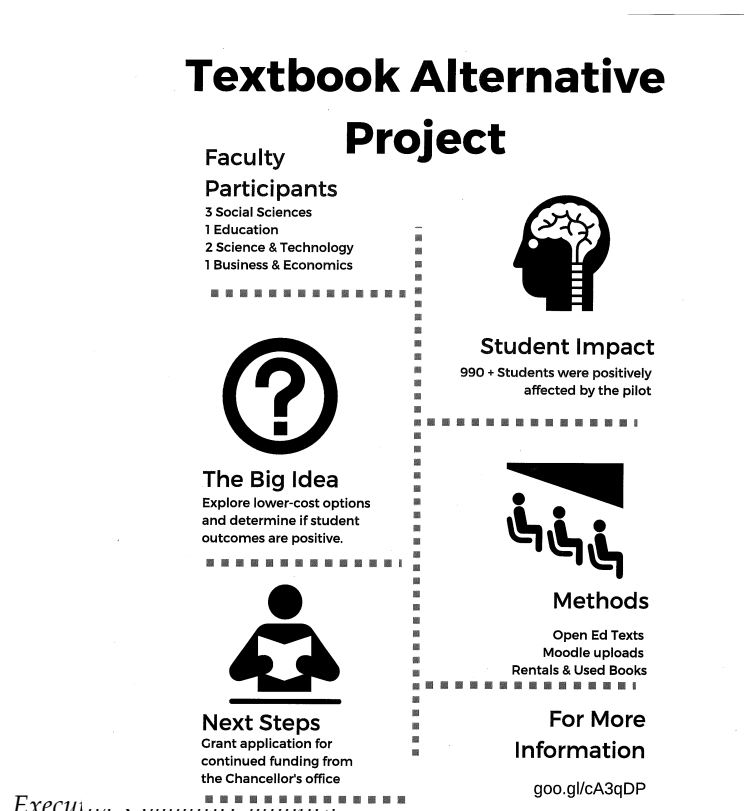 Textbook Alternative
Project
Faculty
Participants
3 Social Sciences
1 Education
2 Science & Technology
1 Business & Economics
Student Impact
990 + Students were positively
affected by the pilot
The Big Idea
Explore lower-cost options
and determine if student
outcomes are positive.
Methods
Open Ed Texts
Moodle uploads
Rentals & Used Books
Next Steps
Grant application for
continued funding from
the Chancellor's office
For More
Information
goo.gl/cA3qDP